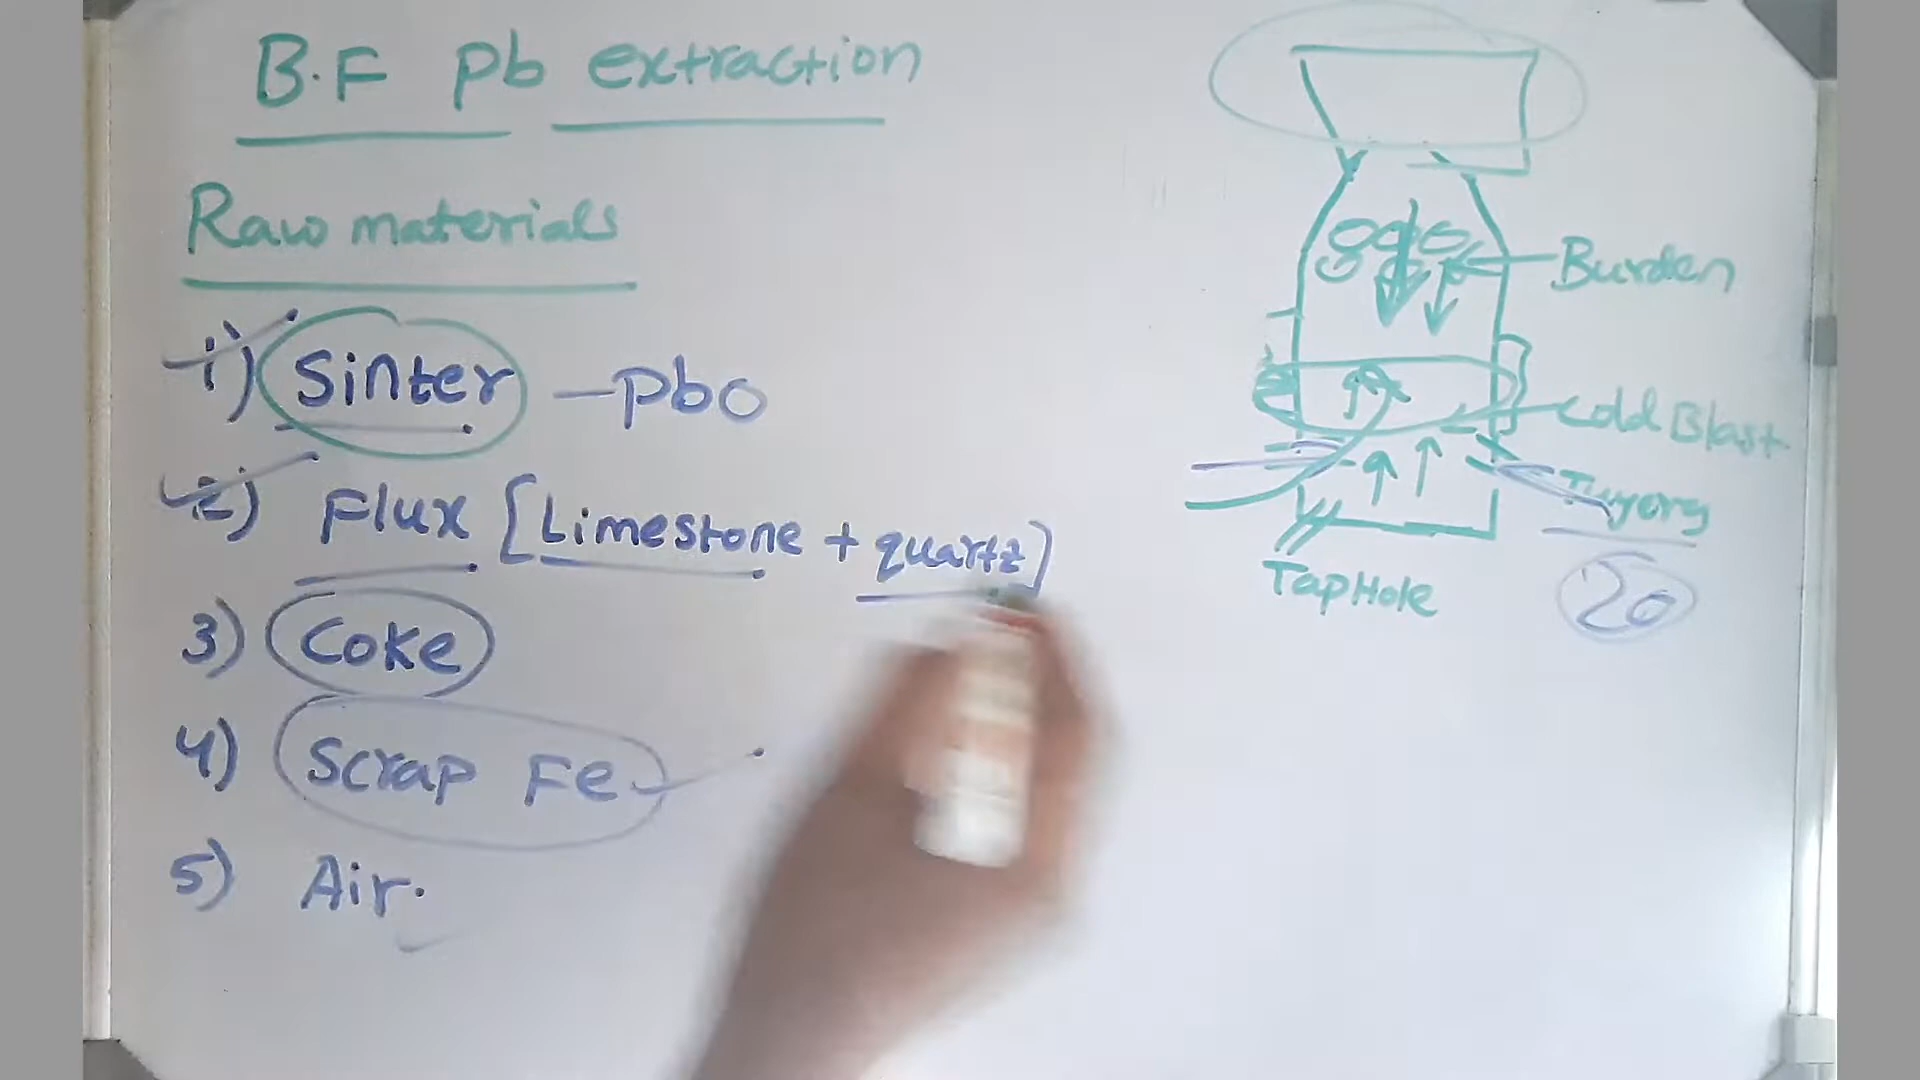 B.F Pb extraction
Raw materials
1) Sinter - PbO
2) Flux [Limestone + quartz]
3) Coke
4) Scrap Fe
5) Air.
Burden
Cold Blast
Tuyers
20
Tap Hole